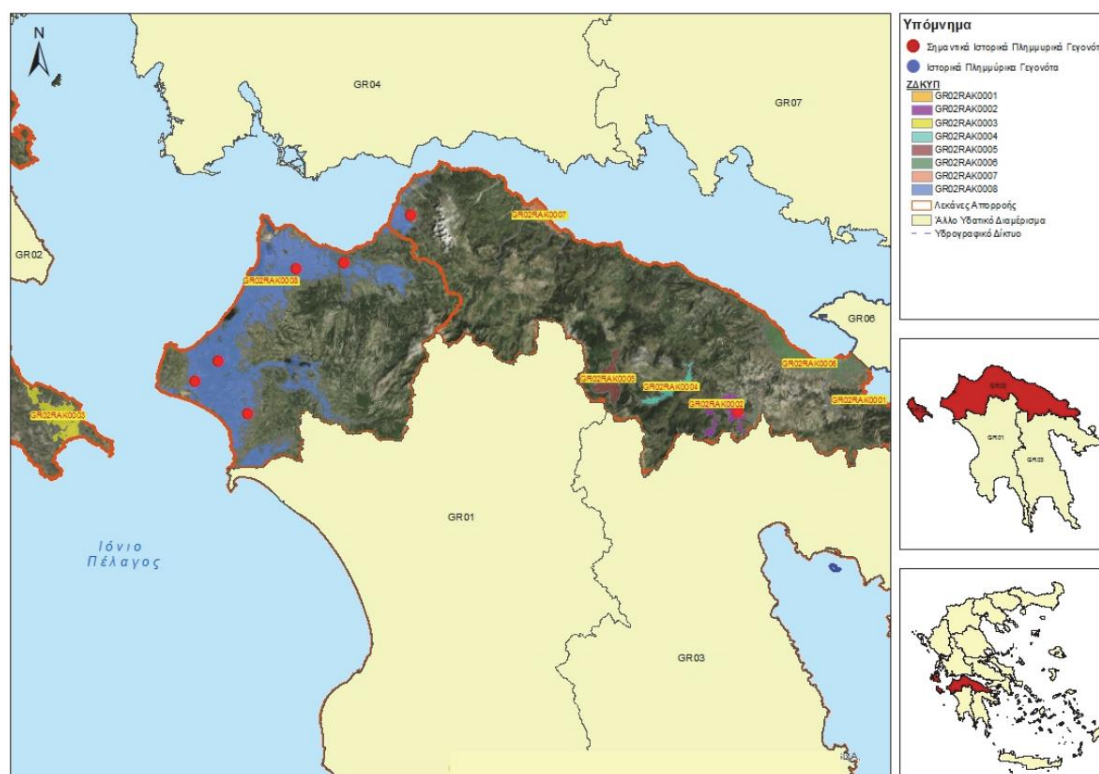 N
GR04
GR07
GR02RAK0007
GR02
GR02RAK0008
GR06
GR02RAK0006
GR02RAK0005
GR02RAK0004
GR02RAK0002
GR02RAK0001
GR02RAK0003
GR01
Ιόνιο
Πέλαγος
GR03
Υπόμνημα
Σημαντικά Ιστορικά Πλημμυρικά Γεγονότ
Ιστορικά Πλημμύρικα Γεγονότα
ΖΔΚΥΠ
GR02RAK0001
GR02RAK0002
GR02RAK0003
GR02RAK0004
GR02RAK0005
GR02RAK0006
GR02RAK0007
GR02RAK0008
Λεκάνες Απορροής
Άλλο Υδατικό Διαμέρισμα
Υδρογραφικό Δίκτυο
GR02
GR01
GR03